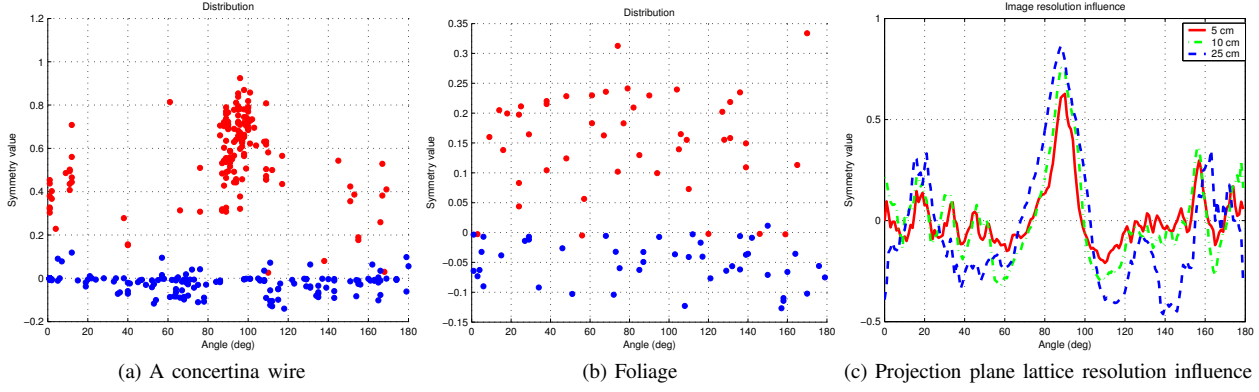 Distribution
1.2
1
0.8
0.6
0.4
0.2
0
−0.2
Symmetry value
0 20 40 60 80 100 120 140 160 180
Angle (deg)
(a) A concertina wire
Distribution
0.35
0.3
0.25
0.2
0.15
0.1
0.05
0
−0.05
−0.1
−0.15
Symmetry value
0 20 40 60 80 100 120 140 160 180
Angle (deg)
(b) Foliage
Image resolution influence
1
0.5
0
−0.5
Symmetry value
5 cm
10 cm
25 cm
0 20 40 60 80 100 120 140 160 180
Angle (deg)
(c) Projection plane lattice resolution influence